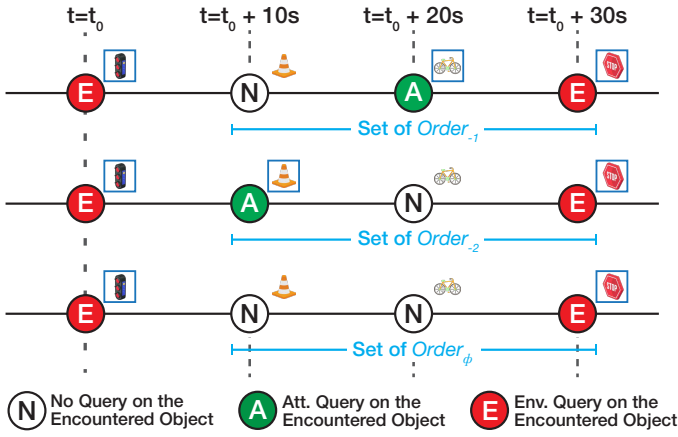 t=t₀ t=t₀ + 10s t=t₀ + 20s t=t₀ + 30s
E N A E
STOP
Set of Order₋₁
E A N E
STOP
Set of Order₋₂
E N N E
STOP
Set of Order_ϕ
N No Query on the
Encountered Object
A Att. Query on the
Encountered Object
E Env. Query on the
Encountered Object